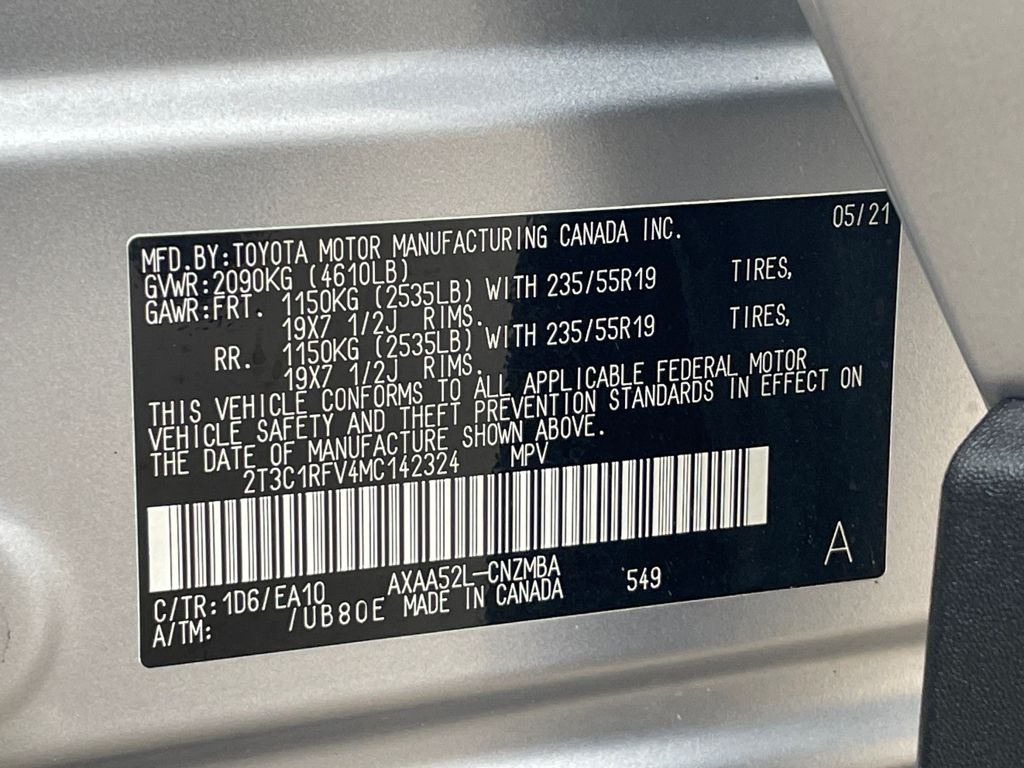 05/21
MFD.BY:TOYOTA MOTOR MANUFACTURING CANADA INC.
GVWR:2090KG (4610LB)
GAWR:FRT. 1150KG (2535LB) WITH 235/55R19 TIRES,
19X7 1/2J RIMS.
RR. 1150KG (2535LB) WITH 235/55R19 TIRES,
19X7 1/2J RIMS.
THIS VEHICLE CONFORMS TO ALL APPLICABLE FEDERAL MOTOR
VEHICLE SAFETY AND THEFT PREVENTION STANDARDS IN EFFECT ON
THE DATE OF MANUFACTURE SHOWN ABOVE.
2T3C1RFV4MC142324 MPV
A
C/TR:1D6/EA10 AXAA52L-CNZMBA 549
A/TM: /UB80E MADE IN CANADA